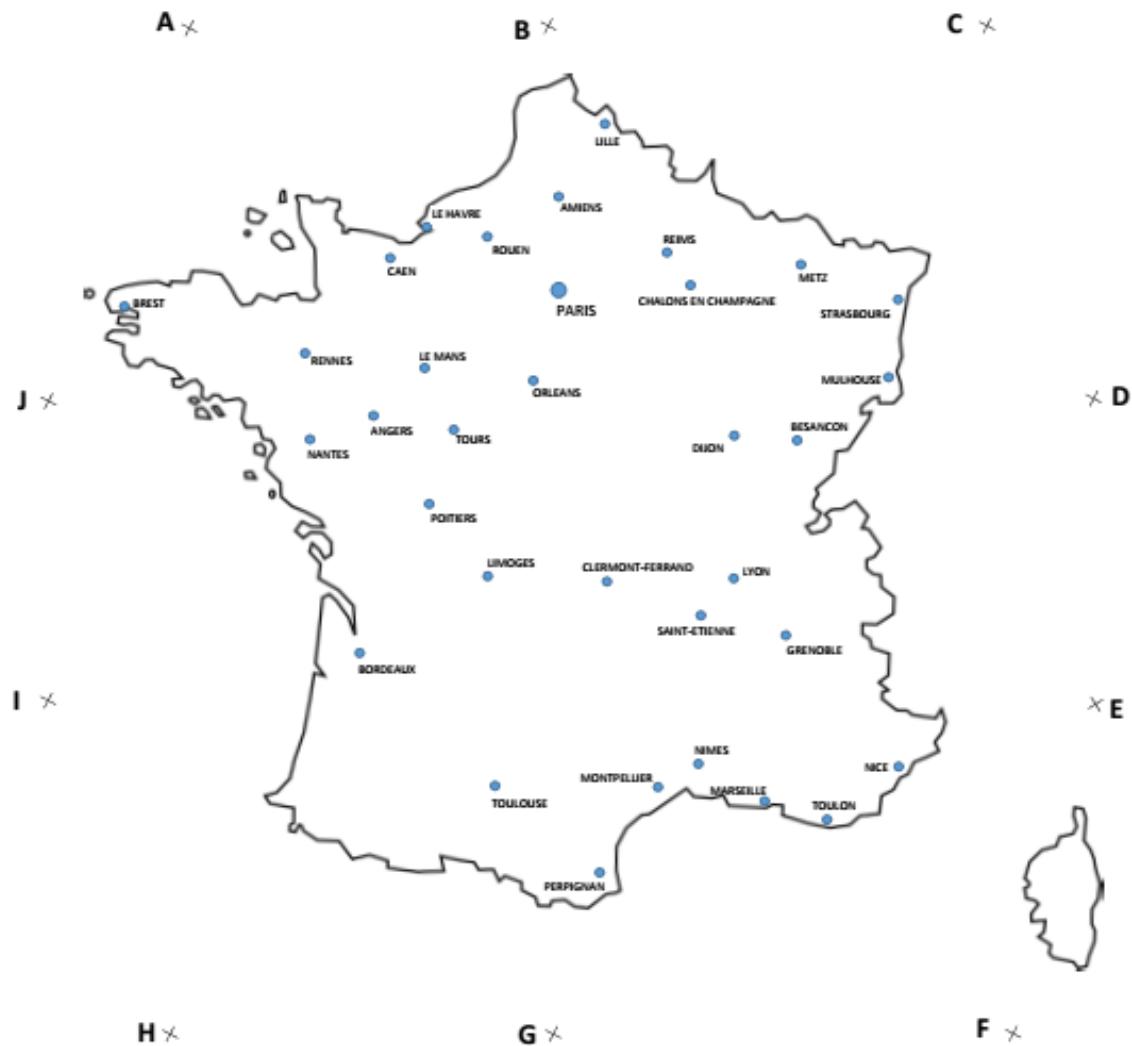 A
B
C
LILLE
AMIENS
LE HAVRE
ROUEN
REIMS
CAEN
METZ
CHALONS EN CHAMPAGNE
BREST
PARIS
STRASBOURG
RENNES
LE MANS
MULHOUSE
ORLEANS
J
D
ANGERS
TOURS
BESANCON
DIJON
NANTES
POITIERS
LIMOGES
CLERMONT-FERRAND
LYON
SAINT-ETIENNE
GRENOBLE
BORDEAUX
I
E
NIMES
NICE
MONTPELLIER
MARSEILLE
TOULOUSE
TOULON
PERPIGNAN
H
G
F